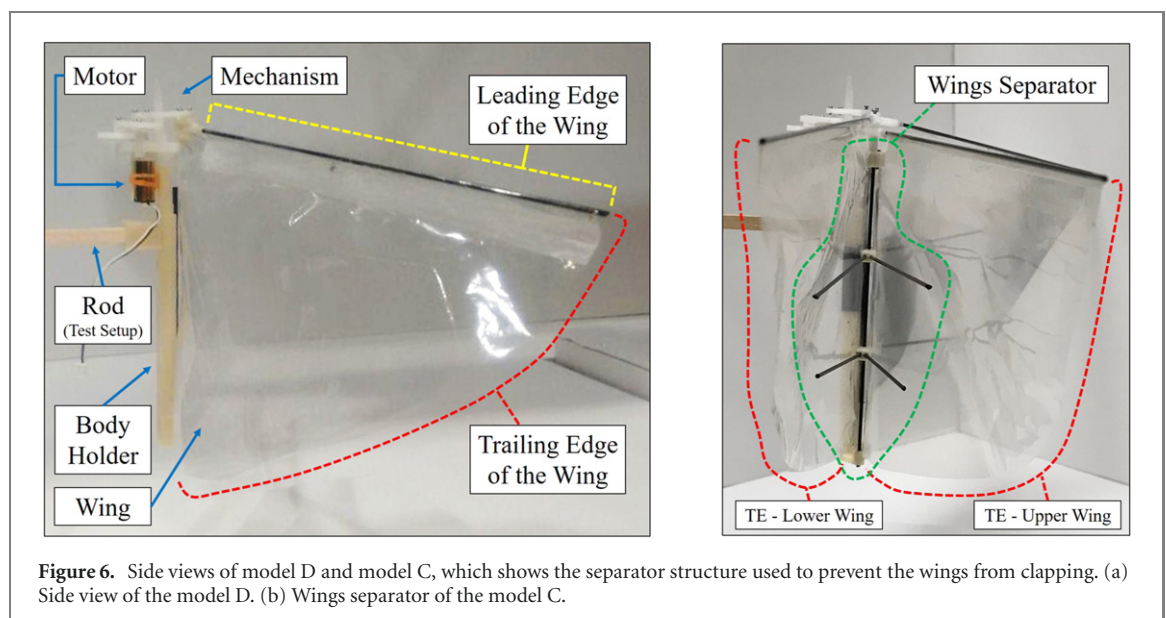 Motor
Mechanism
Leading Edge
of the Wing
Rod
(Test Setup)
Body
Holder
Wing
Trailing Edge
of the Wing
Wings Separator
TE - Lower Wing
TE - Upper Wing
Figure 6. Side views of model D and model C, which shows the separator structure used to prevent the wings from clapping. (a)
Side view of the model D. (b) Wings separator of the model C.